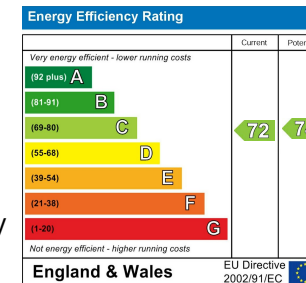 Energy Efficiency Rating
Current
Very energy efficient - lower running costs
(92 plus) A
(81-91) B
(69-80) C 72
(55-68) D
(39-54) E
(21-38) F
(1-20) G
Not energy efficient - higher running costs
England & Wales
EU Directive
2002/91/EC